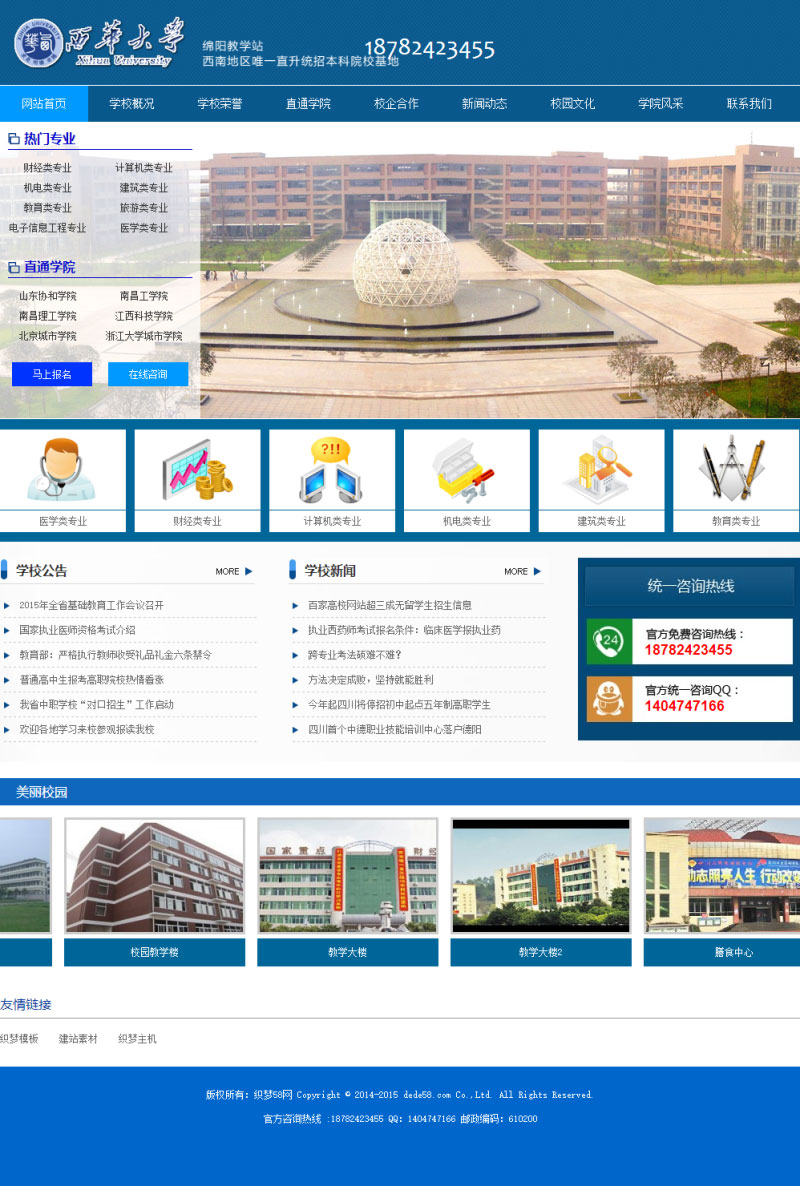 西华大学
Xihua University
绵阳教学站
西南地区唯一直升统招本科院校基地
18782423455
网站首页 学校概况 学校荣誉 直通学院 校企合作 新闻动态 校园文化 学院风采 联系我们
热门专业
财经类专业 计算机类专业
机电类专业 建筑类专业
教育类专业 旅游类专业
电子信息工程专业 医学类专业
直通学院
山东协和学院 南昌工学院
南昌理工学院 江西科技学院
北京城市学院 浙江大学城市学院
马上报名 在线咨询
医学类专业 财经类专业 计算机类专业 机电类专业 建筑类专业 教育类专业
学校公告 MORE
2015年全省基础教育工作会议召开
国家执业医师资格考试介绍
教育部：严格执行教师收受礼品礼金六条禁令
普通高中生报考高职院校热情看涨
我省中职学校“对口招生”工作启动
欢迎各地学习来校参观报读我校
学校新闻 MORE
百家高校网站超三成无留学生招生信息
执业西药师考试报名条件：临床医学报执业药
跨专业考法硕难不难？
方法决定成败，坚持就能胜利
今年起四川将停招初中起点五年制高职学生
四川首个中德职业技能培训中心落户德阳
统一咨询热线
24
官方免费咨询热线：
18782423455
官方统一咨询QQ：
1404747166
美丽校园
国家重点 财经
励志照亮人生 行动改变
校园教学楼 教学大楼 教学大楼2 膳食中心
友情链接
织梦模板 建站素材 织梦主机
版权所有：织梦58网 Copyright © 2014-2015 dede58.com Co.,Ltd. All Rights Reserved.
官方咨询热线 :18782423455 QQ: 1404747166 邮政编码: 610200